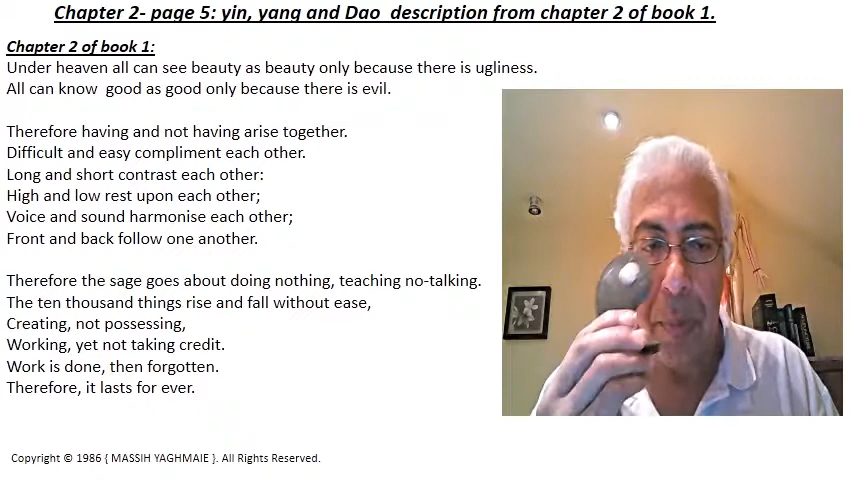 Chapter 2- page 5: yin, yang and Dao  description from chapter 2 of book 1.
Chapter 2 of book 1:
Under heaven all can see beauty as beauty only because there is ugliness.
All can know  good as good only because there is evil.
Therefore having and not having arise together.
Difficult and easy compliment each other.
Long and short contrast each other:
High and low rest upon each other;
Voice and sound harmonise each other;
Front and back follow one another.
Therefore the sage goes about doing nothing, teaching no-talking.
The ten thousand things rise and fall without ease,
Creating, not possessing,
Working, yet not taking credit.
Work is done, then forgotten.
Therefore, it lasts for ever.
Copyright © 1986 { MASSIH YAGHMAIE }. All Rights Reserved.